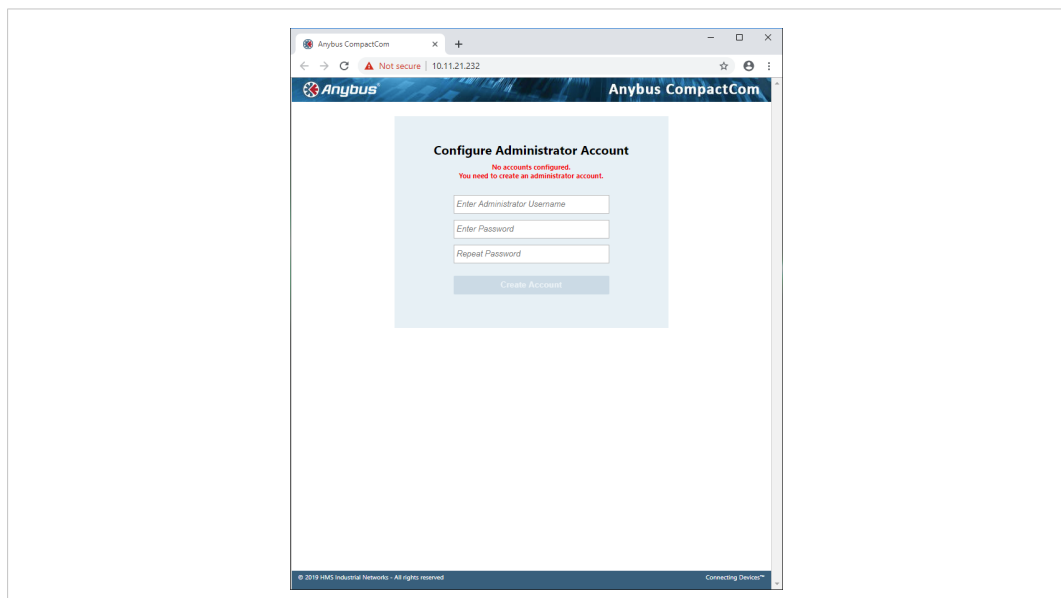 Anybus CompactCom
Not secure | 10.11.21.232
Anybus
Anybus CompactCom
Configure Administrator Account
No accounts configured.
You need to create an administrator account.
Enter Administrator Username
Enter Password
Repeat Password
Create Account
© 2019 HMS Industrial Networks - All rights reserved
Connecting Devices™